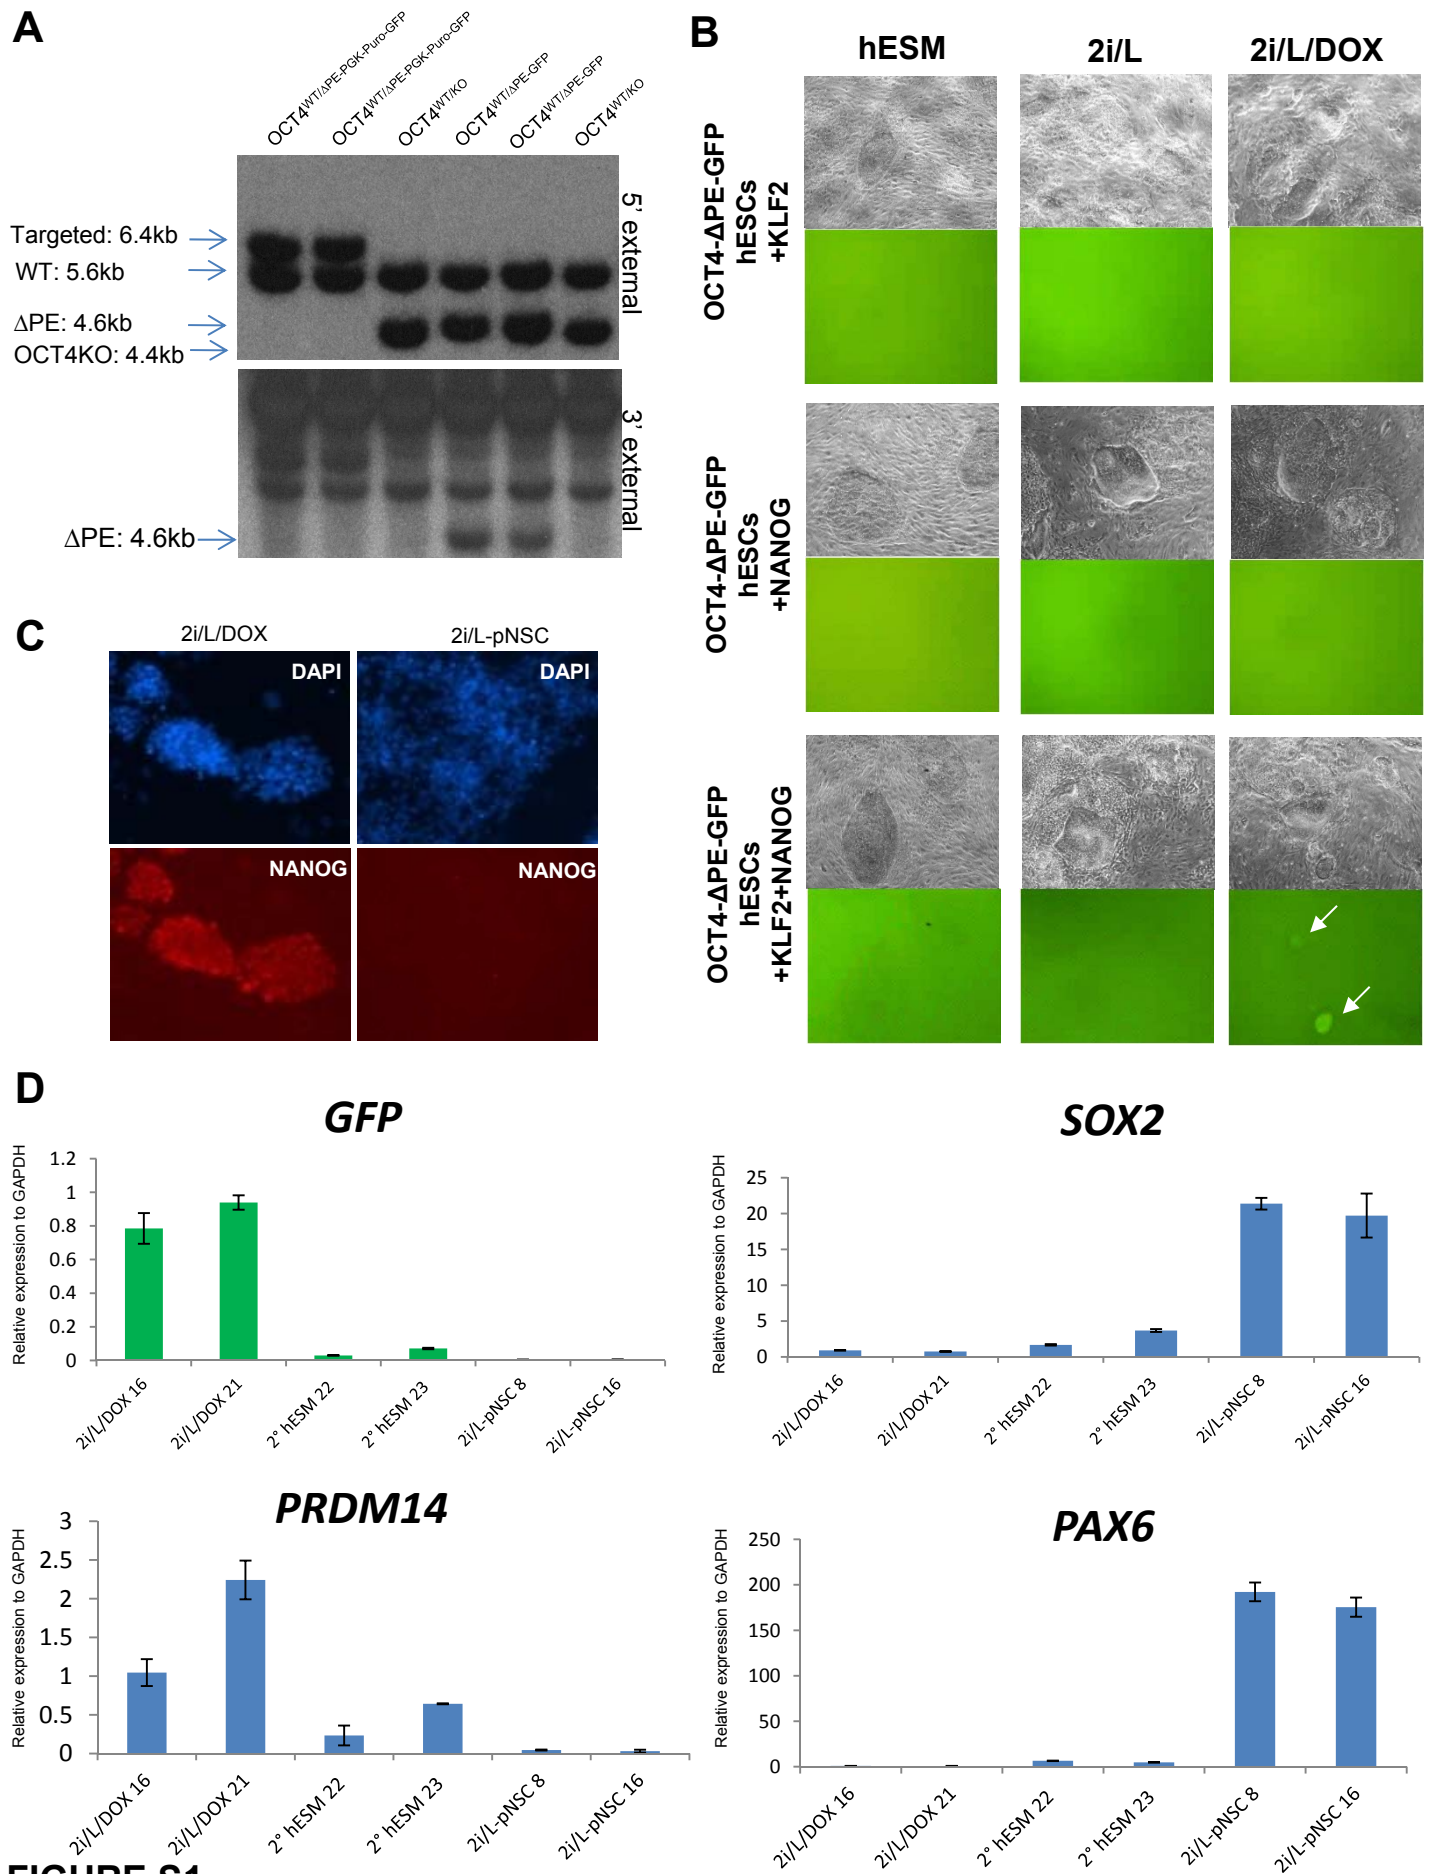 A
OCT4WT/ΔPE-PGK-Puro-GFP
OCT4WT/ΔPE-PGK-Puro-GFP
OCT4WT/KO
OCT4WT/ΔPE-GFP
OCT4WT/ΔPE-GFP
OCT4WT/KO
Targeted: 6.4kb
WT: 5.6kb
ΔPE: 4.6kb
OCT4KO: 4.4kb
5' external
3' external
ΔPE: 4.6kb
B
hESM
2i/L
2i/L/DOX
OCT4-ΔPE-GFP
hESCs
+KLF2
OCT4-ΔPE-GFP
hESCs
+NANOG
OCT4-ΔPE-GFP
hESCs
+KLF2+NANOG
C
2i/L/DOX
2i/L-pNSC
DAPI
DAPI
NANOG
NANOG
D
GFP
Relative expression to GAPDH
1.2
1
0.8
0.6
0.4
0.2
0
2i/L/DOX 16
2i/L/DOX 21
2° hESM 22
2° hESM 23
2i/L-pNSC 8
2i/L-pNSC 16
SOX2
Relative expression to GAPDH
25
20
15
10
5
0
2i/L/DOX 16
2i/L/DOX 21
2° hESM 22
2° hESM 23
2i/L-pNSC 8
2i/L-pNSC 16
PRDM14
Relative expression to GAPDH
3
2.5
2
1.5
1
0.5
0
2i/L/DOX 16
2i/L/DOX 21
2° hESM 22
2° hESM 23
2i/L-pNSC 8
2i/L-pNSC 16
PAX6
Relative expression to GAPDH
250
200
150
100
50
0
2i/L/DOX 16
2i/L/DOX 21
2° hESM 22
2° hESM 23
2i/L-pNSC 8
2i/L-pNSC 16
FIGURE S1